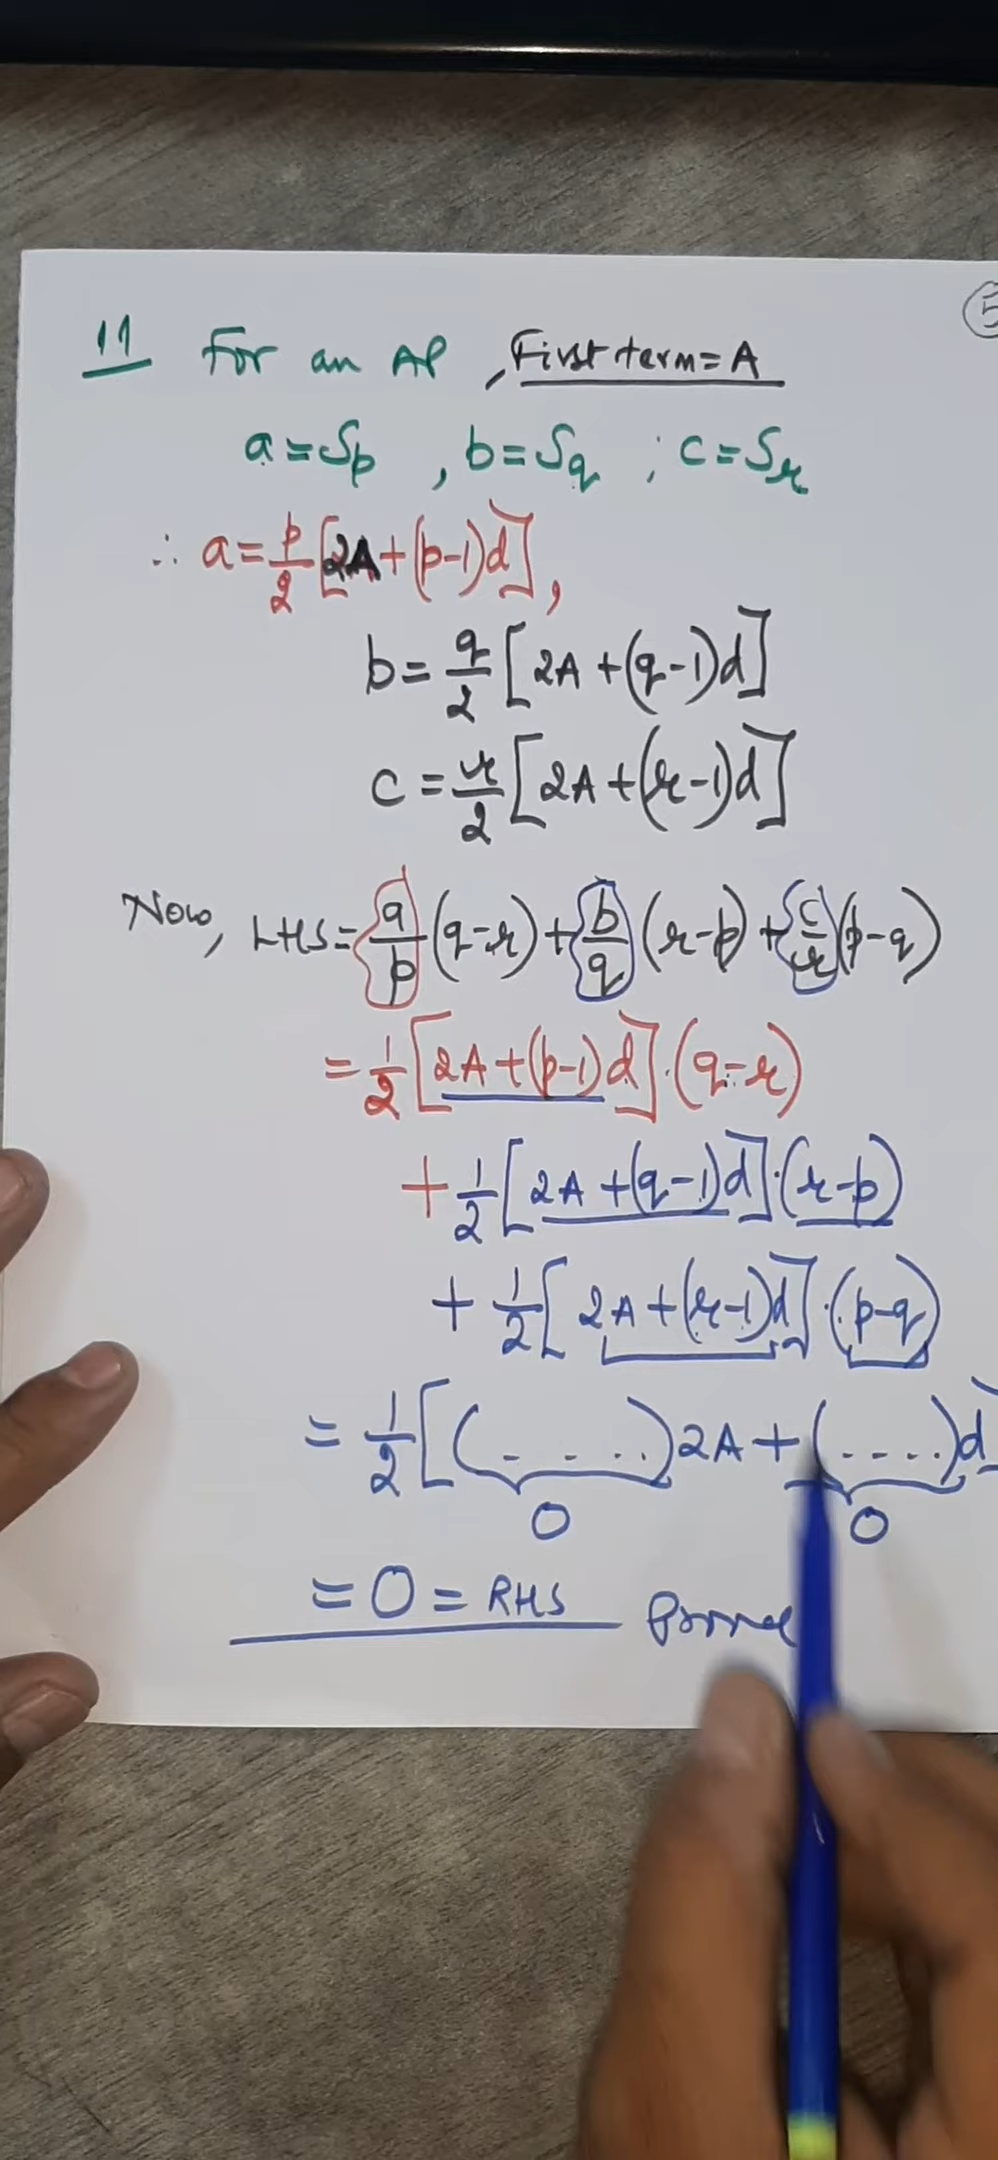 5
11 For an AP, First term = A
a = Sp, b = Sq ; c = Sr
∴ a = p/2 [2A + (p-1)d],
b = q/2 [2A + (q-1)d]
c = r/2 [2A + (r-1)d]
Now, LHS = a/p (q-r) + b/q (r-p) + c/r (p-q)
= 1/2 [2A + (p-1)d] . (q-r)
+ 1/2 [2A + (q-1)d] . (r-p)
+ 1/2 [2A + (r-1)d] . (p-q)
= 1/2 [(. . . .) 2A + (. . . .) d]
0 0
= 0 = RHS